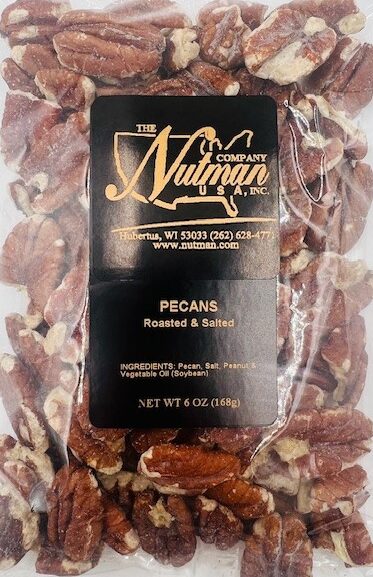 THE
Nutman
COMPANY
USA, INC.
Hubertus, WI 53033 (262) 628-477
www.nutman.com
PECANS
Roasted & Salted
INGREDIENTS: Pecan, Salt, Peanut &
Vegetable Oil (Soybean)
NET WT 6 OZ (168g)